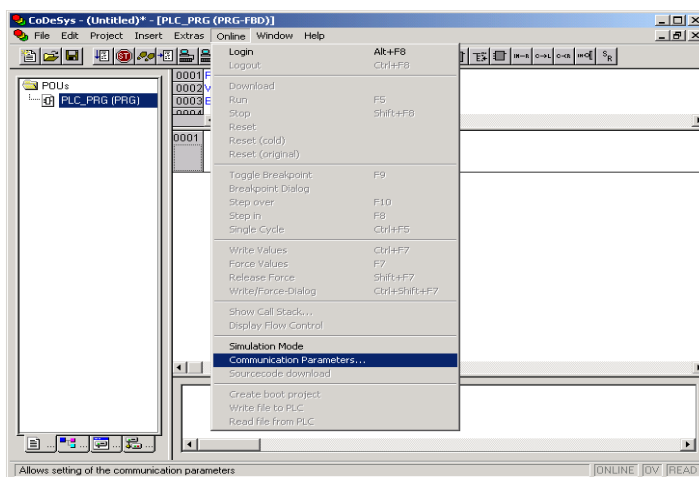 CoDeSys - (Untitled)* - [PLC_PRG (PRG-FBD)]
File Edit Project Insert Extras Online Window Help
POUs
PLC_PRG (PRG)
0001
0002
0003
0004
0001
Login Alt+F8
Logout Ctrl+F8
Download
Run F5
Stop Shift+F8
Reset
Reset (cold)
Reset (original)
Toggle Breakpoint F9
Breakpoint Dialog
Step over F10
Step in F8
Single Cycle Ctrl+F5
Write Values Ctrl+F7
Force Values F7
Release Force Shift+F7
Write/Force-Dialog Ctrl+Shift+F7
Show Call Stack...
Display Flow Control
Simulation Mode
Communication Parameters...
Sourcecode download
Create boot project
Write file to PLC
Read file from PLC
Allows setting of the communication parameters
ONLINE OV READ